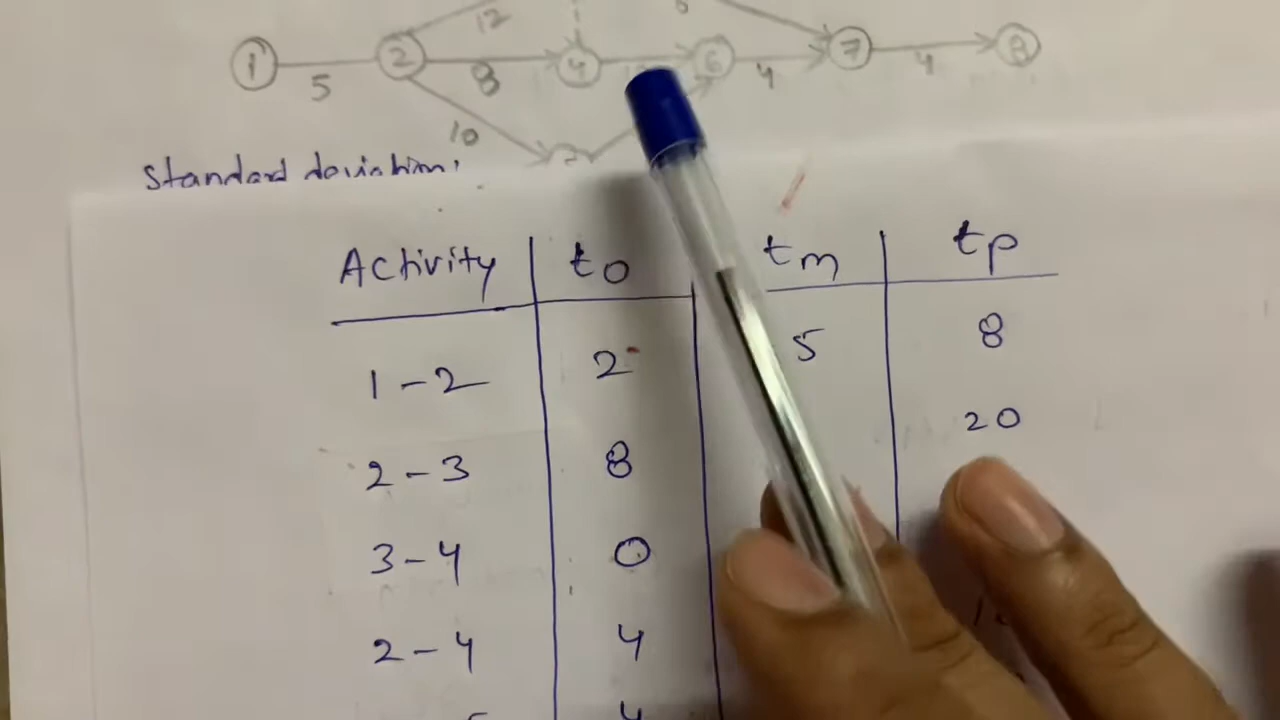 12
1 2 4 6 7 8
5 8 4 4
10
Standard deviation.
Activity to tm tp
1-2 2 5 8
2-3 8 20
3-4 0
2-4 4
4